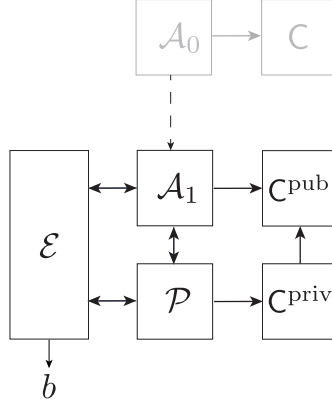 𝒜₀ C
𝒜₁ Cᵖᵘᵇ
ℰ
𝒫 Cᵖʳⁱᵛ
b